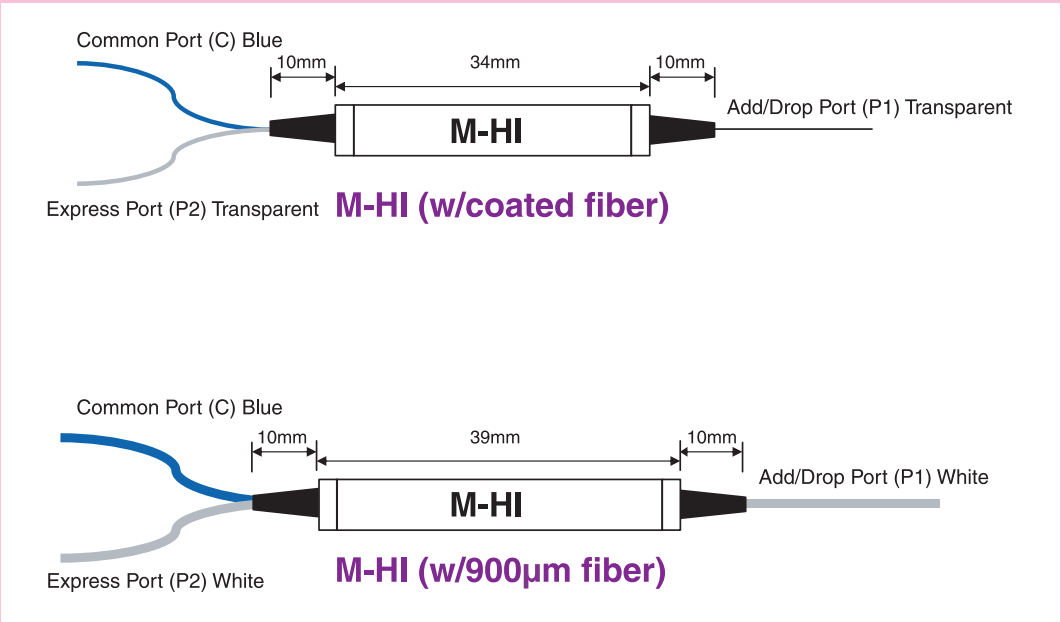 Common Port (C) Blue
10mm
34mm
10mm
Add/Drop Port (P1) Transparent
M-HI
Express Port (P2) Transparent
M-HI (w/coated fiber)
Common Port (C) Blue
10mm
39mm
10mm
Add/Drop Port (P1) White
M-HI
Express Port (P2) White
M-HI (w/900µm fiber)